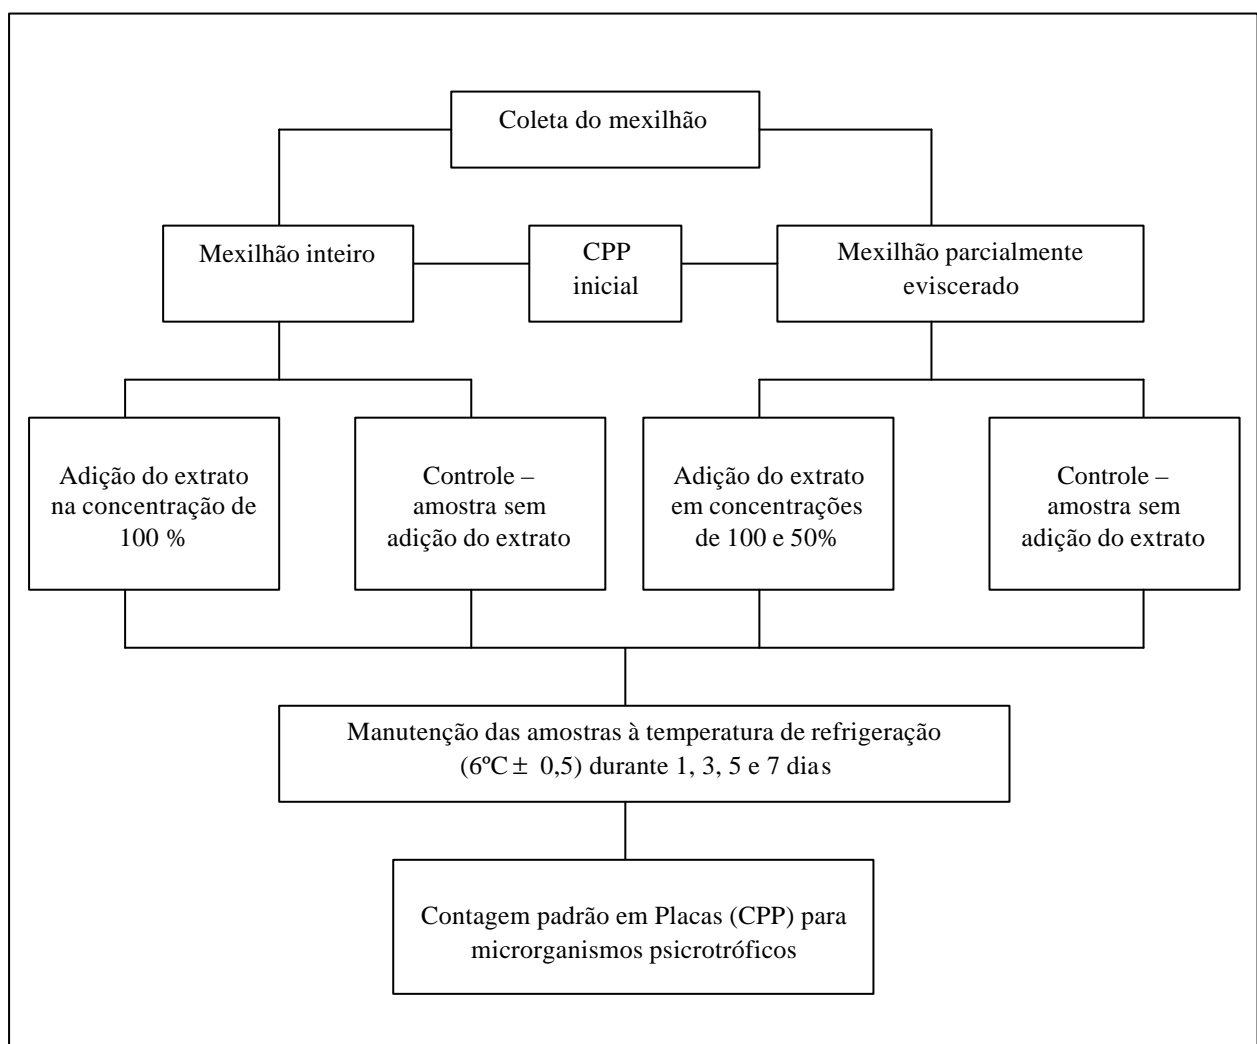 Coleta do mexilhão
Mexilhão inteiro
CPP
inicial
Mexilhão parcialmente
eviscerado
Adição do extrato
na concentração de
100 %
Controle –
amostra sem
adição do extrato
Adição do extrato
em concentrações
de 100 e 50%
Controle –
amostra sem
adição do extrato
Manutenção das amostras à temperatura de refrigeração
(6ºC ± 0,5) durante 1, 3, 5 e 7 dias
Contagem padrão em Placas (CPP) para
microrganismos psicrotróficos